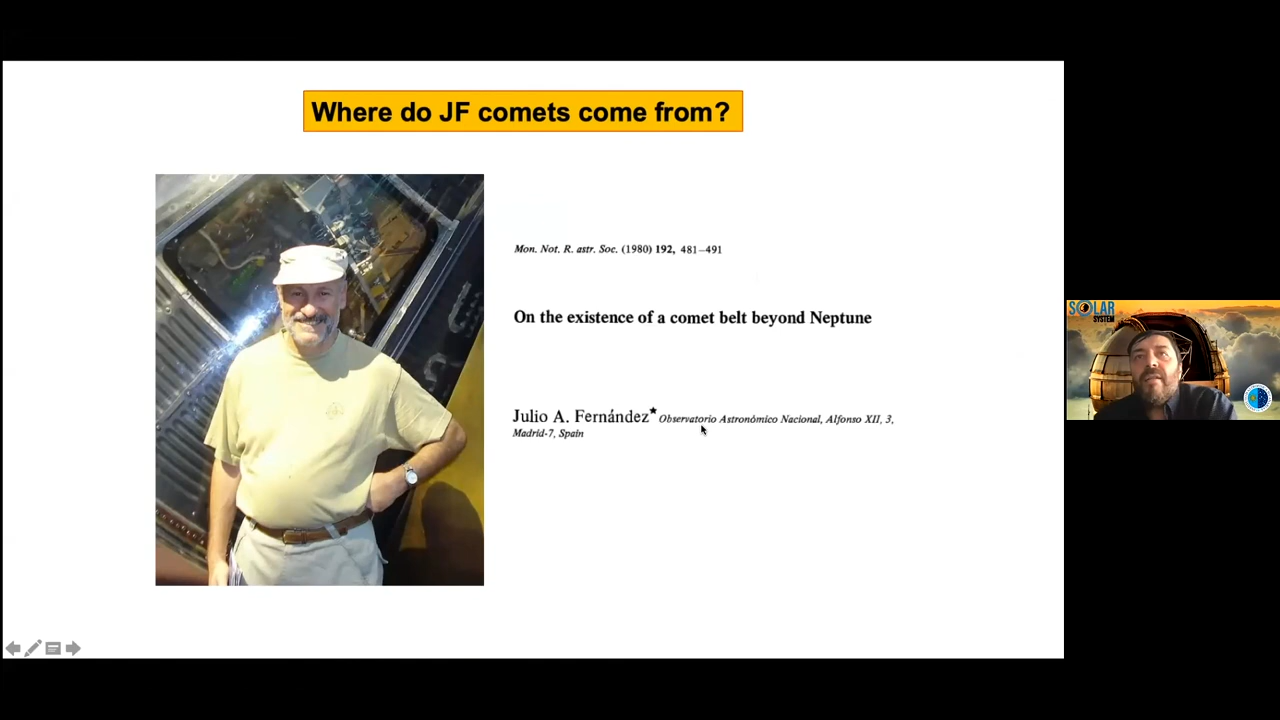 Where do JF comets come from?
Mon. Not. R. astr. Soc. (1980) 192, 481–491
On the existence of a comet belt beyond Neptune
Julio A. Fernández★ Observatorio Astronómico Nacional, Alfonso XII, 3,
Madrid-7, Spain
SOLAR
SYSTEM